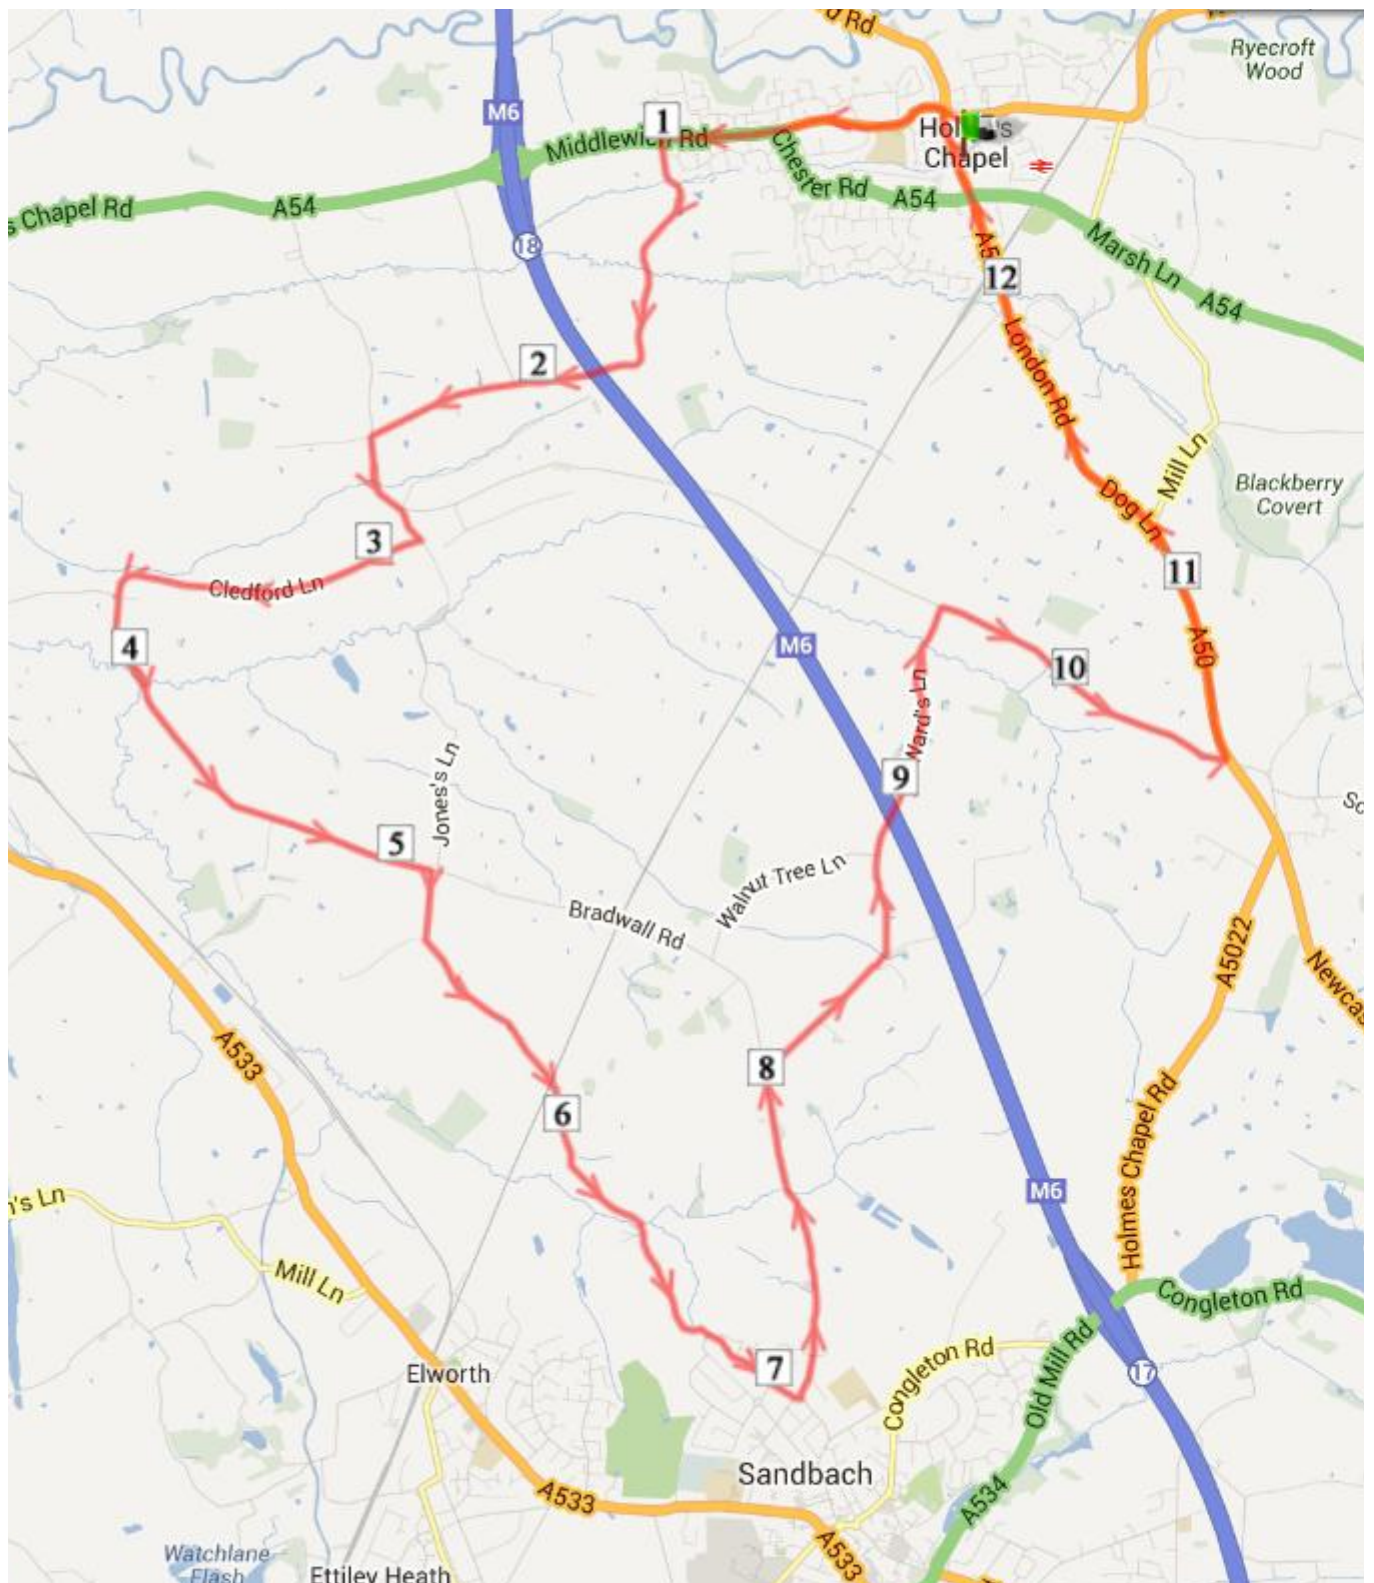 Rd
Ryecroft
Wood
M6
1
Middlewich Rd
Chapel
Chester Rd
A54
s Chapel Rd
A54
Marsh Ln
A54
18
12
London Rd
2
Mill Ln
Dog Ln
Blackberry
Covert
3
11
Cledford Ln
4
M6
A50
10
Ward's Ln
9
Jones's Ln
5
Walnut Tree Ln
Bradwall Rd
A5022
Newcas
A533
8
6
Holmes Chapel Rd
M6
n's Ln
Mill Ln
Congleton Rd
7
Elworth
Congleton Rd
Old Mill Rd
17
Sandbach
A533
A534
A533
Watchlane
Flash
Ettiley Heath